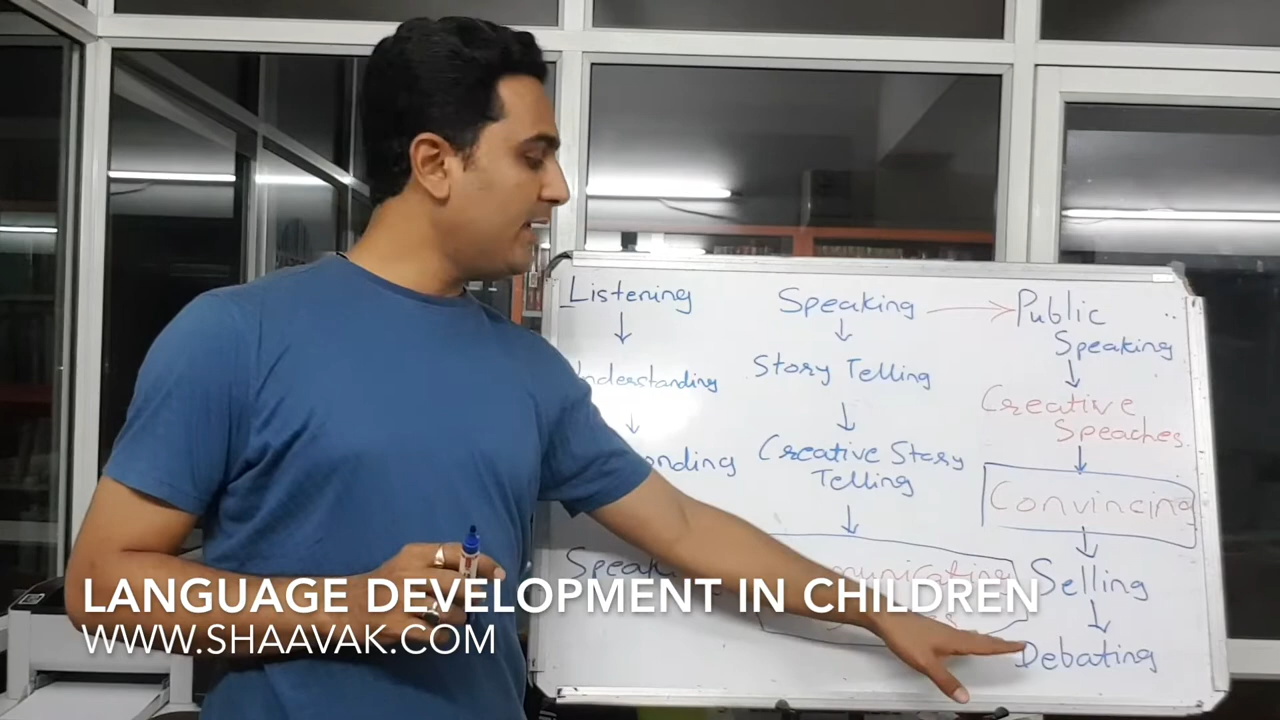 Listening
Understanding
Speaking
Story Telling
Creative Story
Telling
Public
Speaking
Creative
Speaches
Convincing
Selling
Debating
LANGUAGE DEVELOPMENT IN CHILDREN
WWW.SHAAVAK.COM